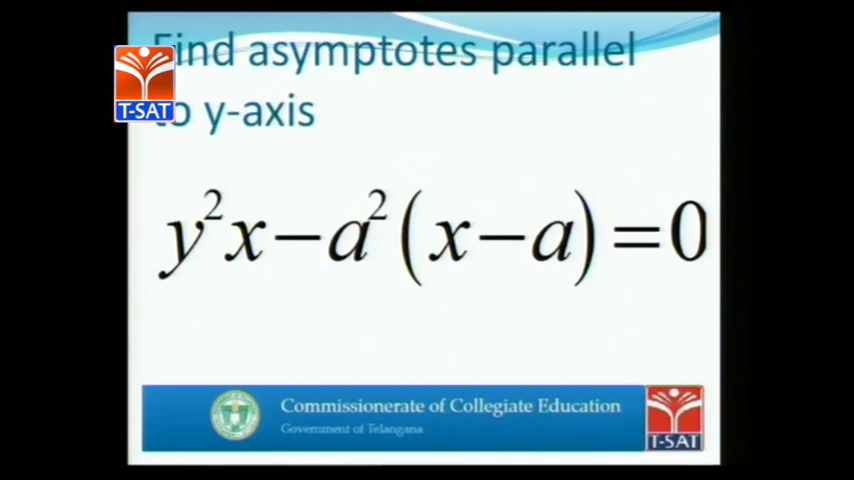 Find asymptotes parallel
to y-axis
T-SAT
y²x−a²(x−a)=0
Commissionerate of Collegiate Education
Government of Telangana
T-SAT